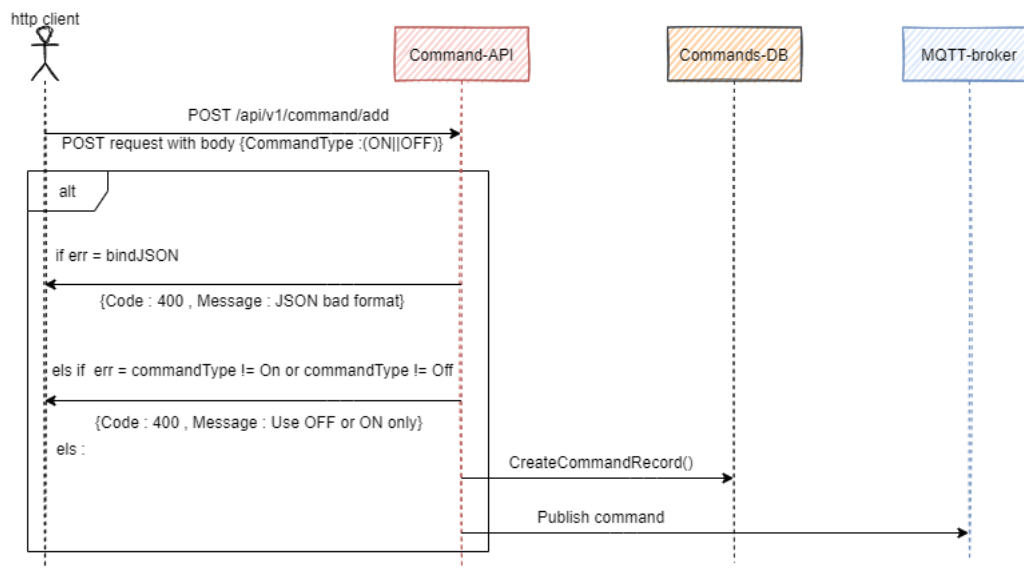 http client
Command-API
Commands-DB
MQTT-broker
POST /api/v1/command/add
POST request with body {CommandType :(ON||OFF)}
alt
if err = bindJSON
{Code : 400 , Message : JSON bad format}
els if  err = commandType != On or commandType != Off
{Code : 400 , Message : Use OFF or ON only}
els :
CreateCommandRecord()
Publish command